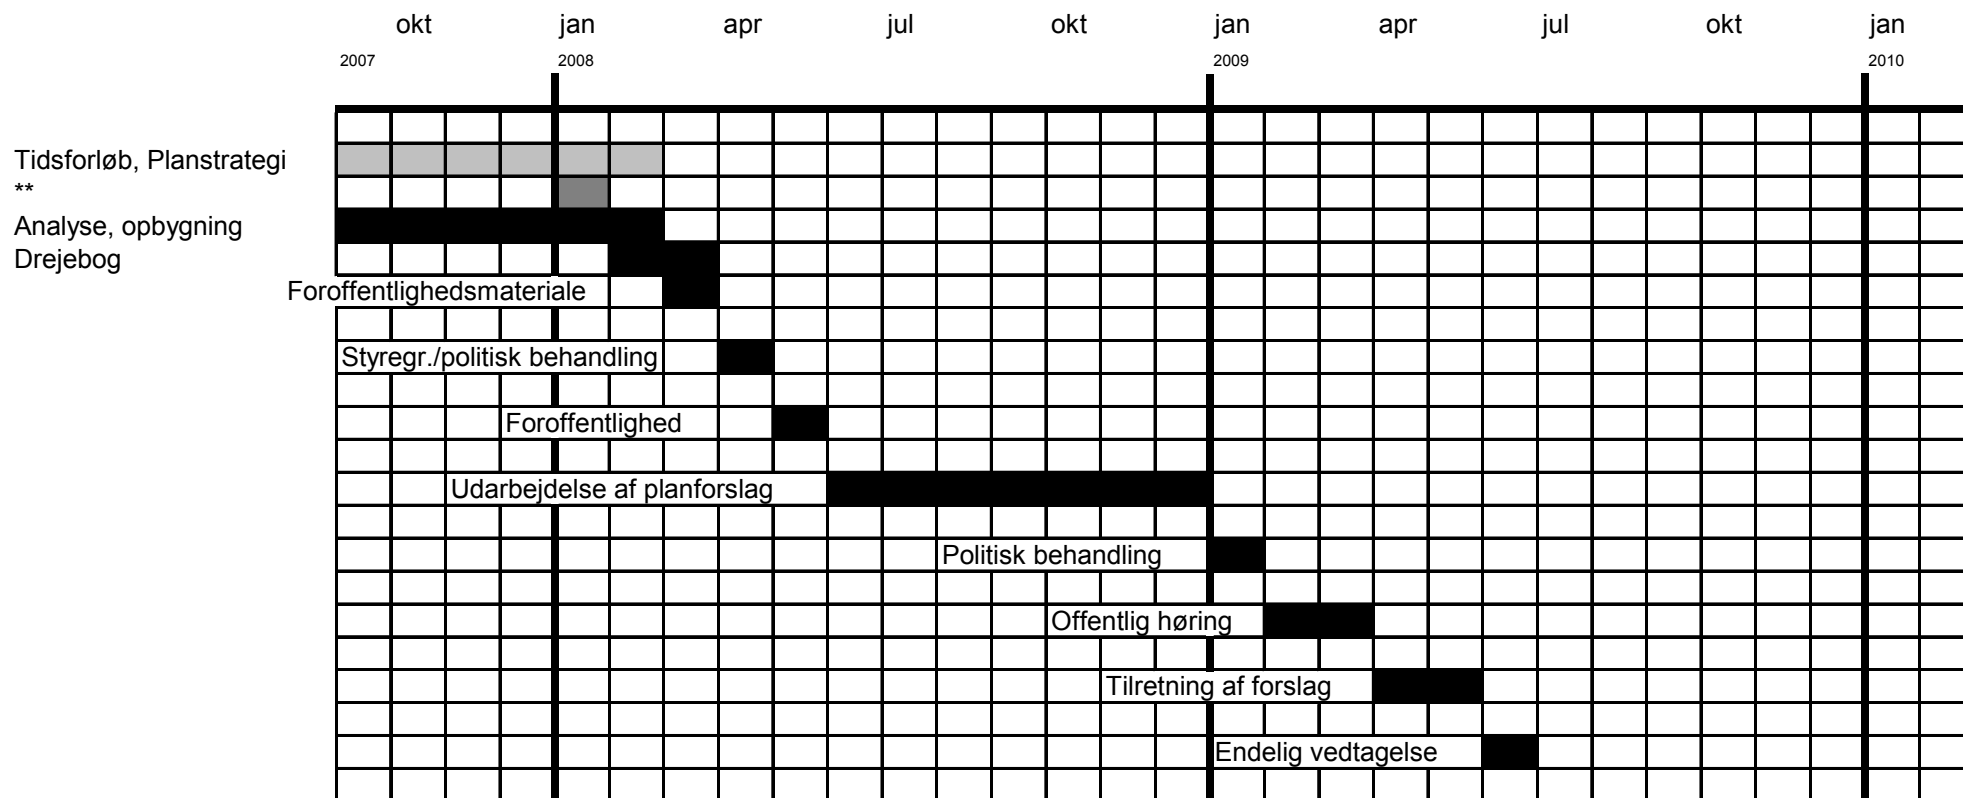 okt jan apr jul okt jan apr jul okt jan
2007 2008 2009 2010
Tidsforløb, Planstrategi
**
Analyse, opbygning
Drejebog
Foroffentlighedsmateriale
Styregr./politisk behandling
Foroffentlighed
Udarbejdelse af planforslag
Politisk behandling
Offentlig høring
Tilretning af forslag
Endelig vedtagelse